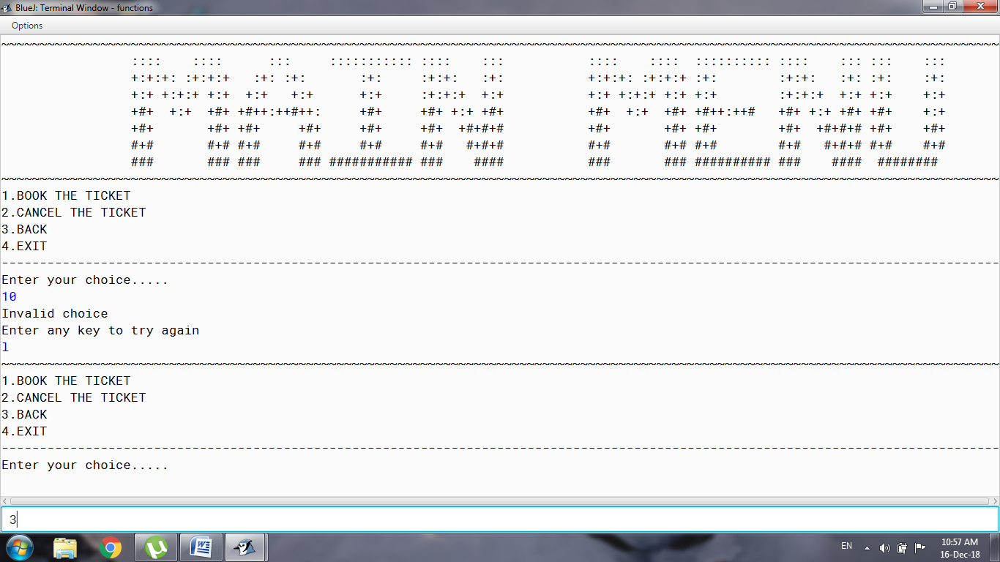 BlueJ: Terminal Window - functions
Options
~~~~~~~~~~~~~~~~~~~~~~~~~~~~~~~~~~~~~~~~~~~~~~~~~~~~~~~~~~~~~~~~~~~~~~~~~~~~~~~~~~~~~~~~~~~~~~~~~~~~~~~~~~~~~~~~~~~~~~~~~~~~~~~~~~~
MAIN MENU
~~~~~~~~~~~~~~~~~~~~~~~~~~~~~~~~~~~~~~~~~~~~~~~~~~~~~~~~~~~~~~~~~~~~~~~~~~~~~~~~~~~~~~~~~~~~~~~~~~~~~~~~~~~~~~~~~~~~~~~~~~~~~~~~~~~
1.BOOK THE TICKET
2.CANCEL THE TICKET
3.BACK
4.EXIT
-----------------------------------------------------------------------------------------------------------------------------------
Enter your choice.....
10
Invalid choice
Enter any key to try again
l
~~~~~~~~~~~~~~~~~~~~~~~~~~~~~~~~~~~~~~~~~~~~~~~~~~~~~~~~~~~~~~~~~~~~~~~~~~~~~~~~~~~~~~~~~~~~~~~~~~~~~~~~~~~~~~~~~~~~~~~~~~~~~~~~~~~
1.BOOK THE TICKET
2.CANCEL THE TICKET
3.BACK
4.EXIT
-----------------------------------------------------------------------------------------------------------------------------------
Enter your choice.....
3
EN
10:57 AM
16-Dec-18